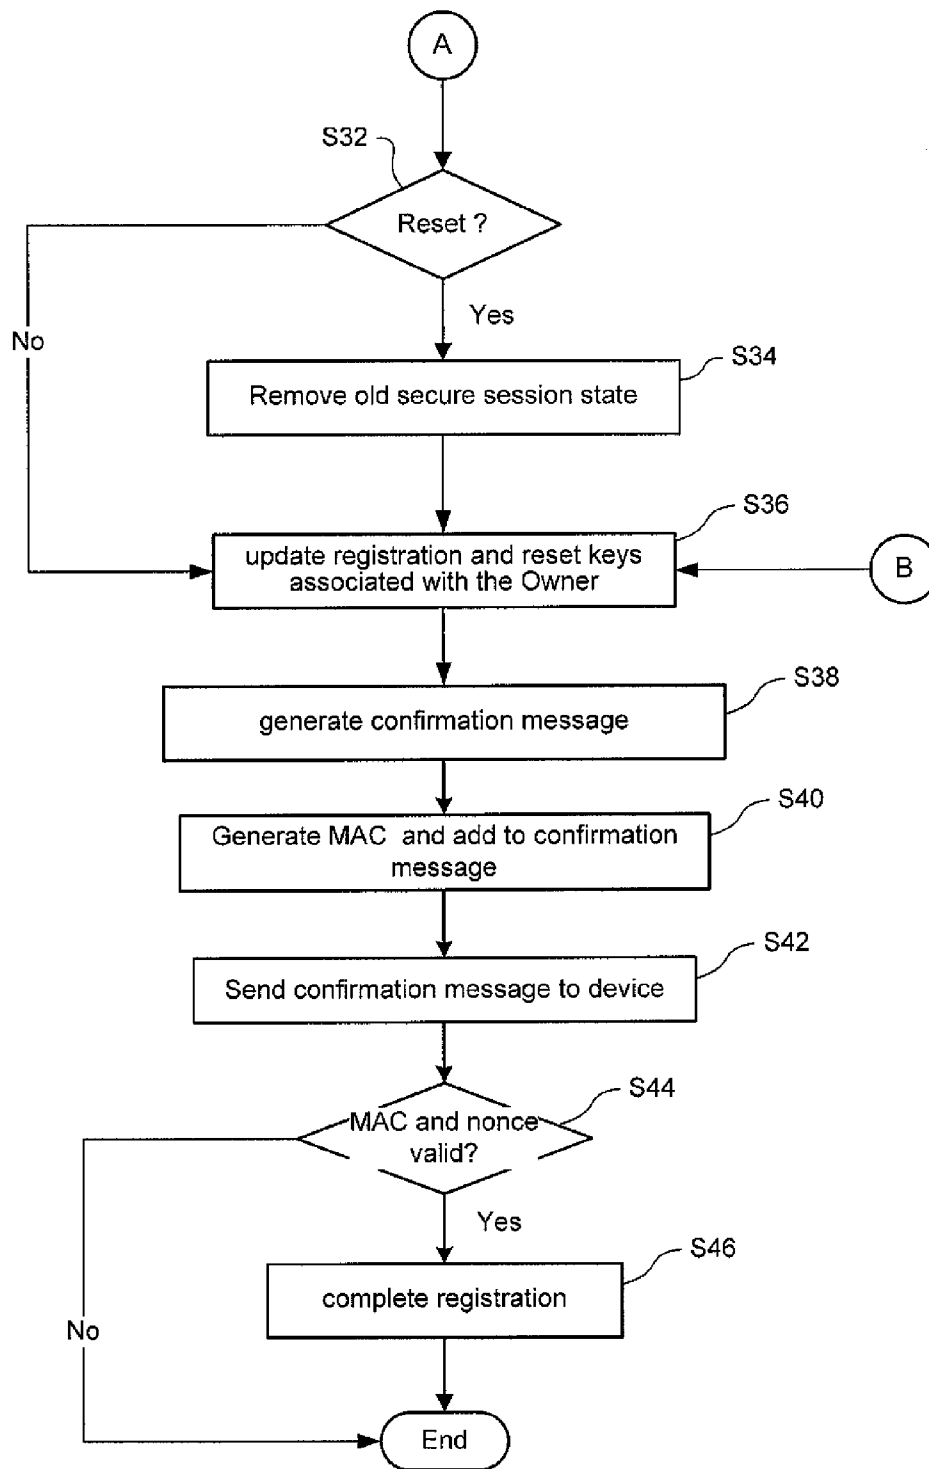 A
S32
Reset ?
Yes
No
S34
Remove old secure session state
S36
update registration and reset keys
associated with the Owner
B
S38
generate confirmation message
S40
Generate MAC and add to confirmation
message
S42
Send confirmation message to device
S44
MAC and nonce
valid?
Yes
S46
complete registration
No
End